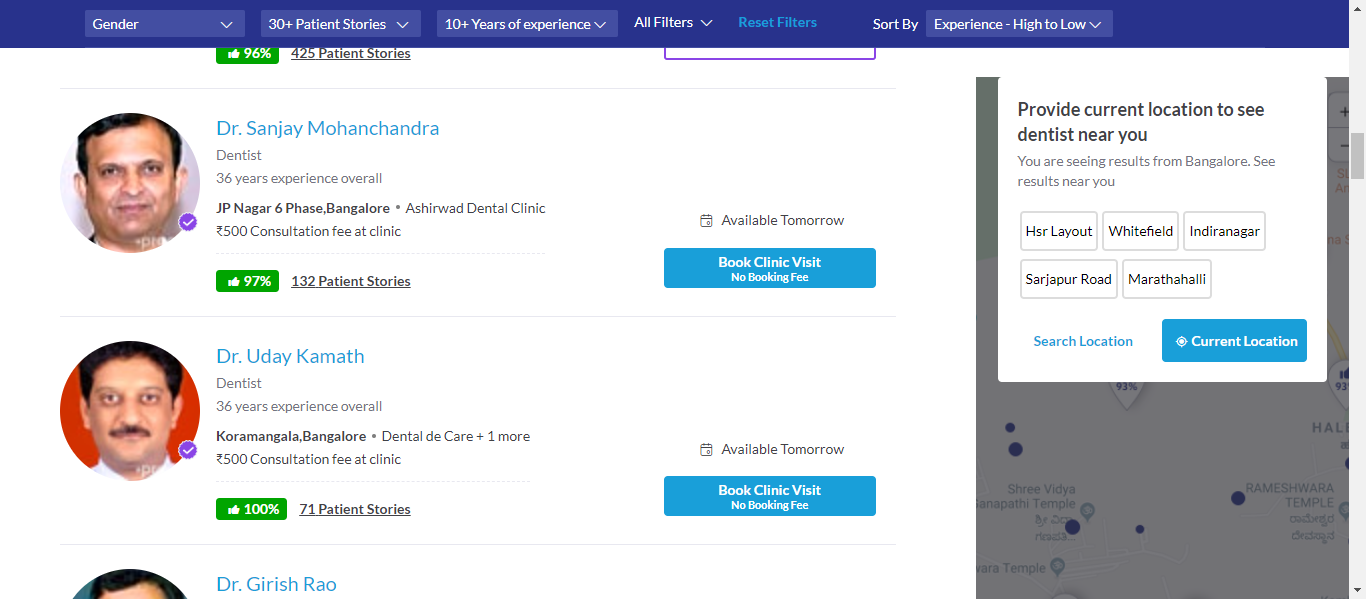 Gender
30+ Patient Stories
10+ Years of experience
All Filters
Reset Filters
Sort By
Experience - High to Low
96%
425 Patient Stories
Dr. Sanjay Mohanchandra
Dentist
36 years experience overall
JP Nagar 6 Phase,Bangalore • Ashirwad Dental Clinic
₹500 Consultation fee at clinic
97%
132 Patient Stories
Available Tomorrow
Book Clinic Visit
No Booking Fee
Dr. Uday Kamath
Dentist
36 years experience overall
Koramangala,Bangalore • Dental de Care + 1 more
₹500 Consultation fee at clinic
100%
71 Patient Stories
Available Tomorrow
Book Clinic Visit
No Booking Fee
Dr. Girish Rao
Provide current location to see
dentist near you
You are seeing results from Bangalore. See
results near you
Hsr Layout
Whitefield
Indiranagar
Sarjapur Road
Marathahalli
Search Location
Current Location
93%
93
HALE
Shree Vidya
Ganapathi Temple
ಶ್ರೀ ವಿದ್ಯಾ
ಗಣಪತಿ...
RAMESHWARA
TEMPLE
ರಾಮೇಶ್ವರ
ದೇವಸ್ಥಾನ
wara Temple